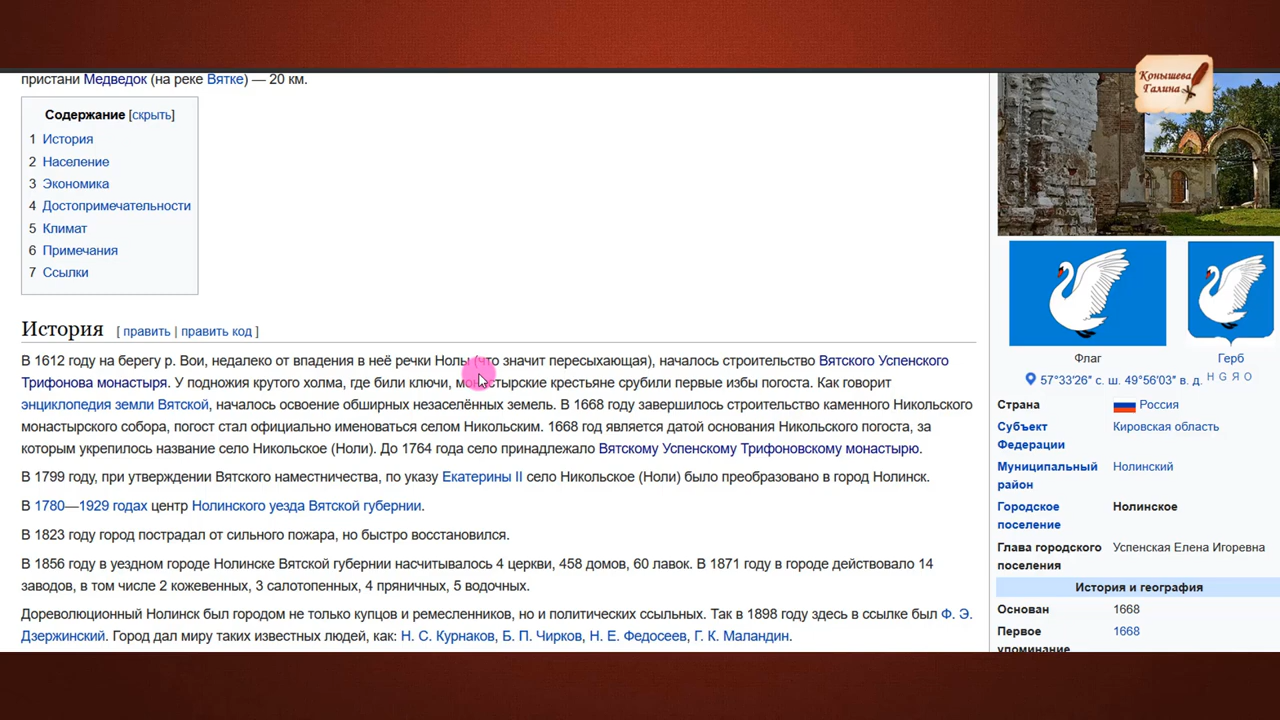 пристани Медведок (на реке Вятке) — 20 км.
Конышева
Галина
Содержание [скрыть]
1 История
2 Население
3 Экономика
4 Достопримечательности
5 Климат
6 Примечания
7 Ссылки
История [ править | править код ]
В 1612 году на берегу р. Вои, недалеко от впадения в неё речки Нолы (что значит пересыхающая), началось строительство Вятского Успенского
Трифонова монастыря. У подножия крутого холма, где били ключи, монастырские крестьяне срубили первые избы погоста. Как говорит
энциклопедия земли Вятской, началось освоение обширных незаселённых земель. В 1668 году завершилось строительство каменного Никольского
монастырского собора, погост стал официально именоваться селом Никольским. 1668 год является датой основания Никольского погоста, за
которым укрепилось название село Никольское (Ноли). До 1764 года село принадлежало Вятскому Успенскому Трифоновскому монастырю.
В 1799 году, при утверждении Вятского наместничества, по указу Екатерины II село Никольское (Ноли) было преобразовано в город Нолинск.
В 1780—1929 годах центр Нолинского уезда Вятской губернии.
В 1823 году город пострадал от сильного пожара, но быстро восстановился.
В 1856 году в уездном городе Нолинске Вятской губернии насчитывалось 4 церкви, 458 домов, 60 лавок. В 1871 году в городе действовало 14
заводов, в том числе 2 кожевенных, 3 салотопенных, 4 пряничных, 5 водочных.
Дореволюционный Нолинск был городом не только купцов и ремесленников, но и политических ссыльных. Так в 1898 году здесь в ссылке был Ф. Э.
Дзержинский. Город дал миру таких известных людей, как: Н. С. Курнаков, Б. П. Чирков, Н. Е. Федосеев, Г. К. Маландин.
Флаг Герб
57°33′26″ с. ш. 49°56′03″ в. д. H G Я O
Страна Россия
Субъект Кировская область
Федерации
Муниципальный Нолинский
район
Городское Нолинское
поселение
Глава городского Успенская Елена Игоревна
поселения
История и география
Основан 1668
Первое 1668
упоминание